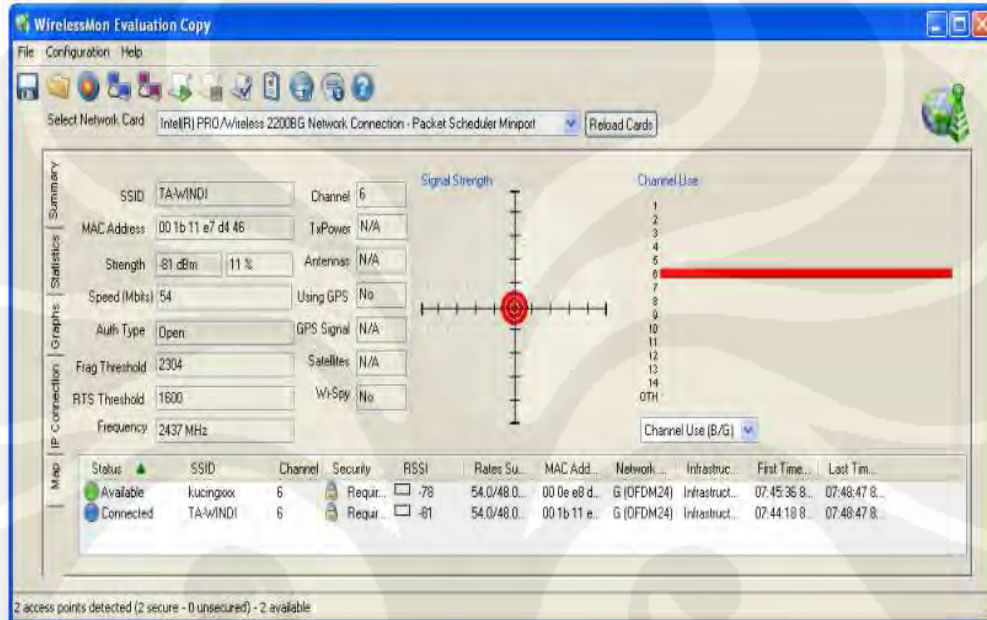 WirelessMon Evaluation Copy
File Configuration Help
Select Network Card Intel(R) PRO/Wireless 2200BG Network Connection - Packet Scheduler Miniport Reload Cards
Summary
Statistics
Graphs
IP Connection
Map
SSID TA-WINDI
MAC Address 00 1b 11 e7 d4 46
Strength -81 dBm 11 %
Speed (Mbits) 54
Auth Type Open
Frag Threshold 2304
RTS Threshold 1600
Frequency 2437 MHz
Channel 6
TxPower N/A
Antennas N/A
Using GPS No
GPS Signal N/A
Satellites N/A
Wi-Spy No
Signal Strength
Channel Use
1
2
3
4
5
6
7
8
9
10
11
12
13
14
OTH
Channel Use (B/G)
Status SSID Channel Security RSSI Rates Su... MAC Add... Network ... Infrastruc... First Time... Last Tim...
Available kucingxxx 6 Requir... -78 54.0/48.0... 00 0e e8 d... G (OFDM24) Infrastruct... 07:45:36 8... 07:48:47 8...
Connected TA-WINDI 6 Requir... -81 54.0/48.0... 00 1b 11 e... G (OFDM24) Infrastruct... 07:44:18 8... 07:48:47 8...
2 access points detected (2 secure - 0 unsecured) - 2 available